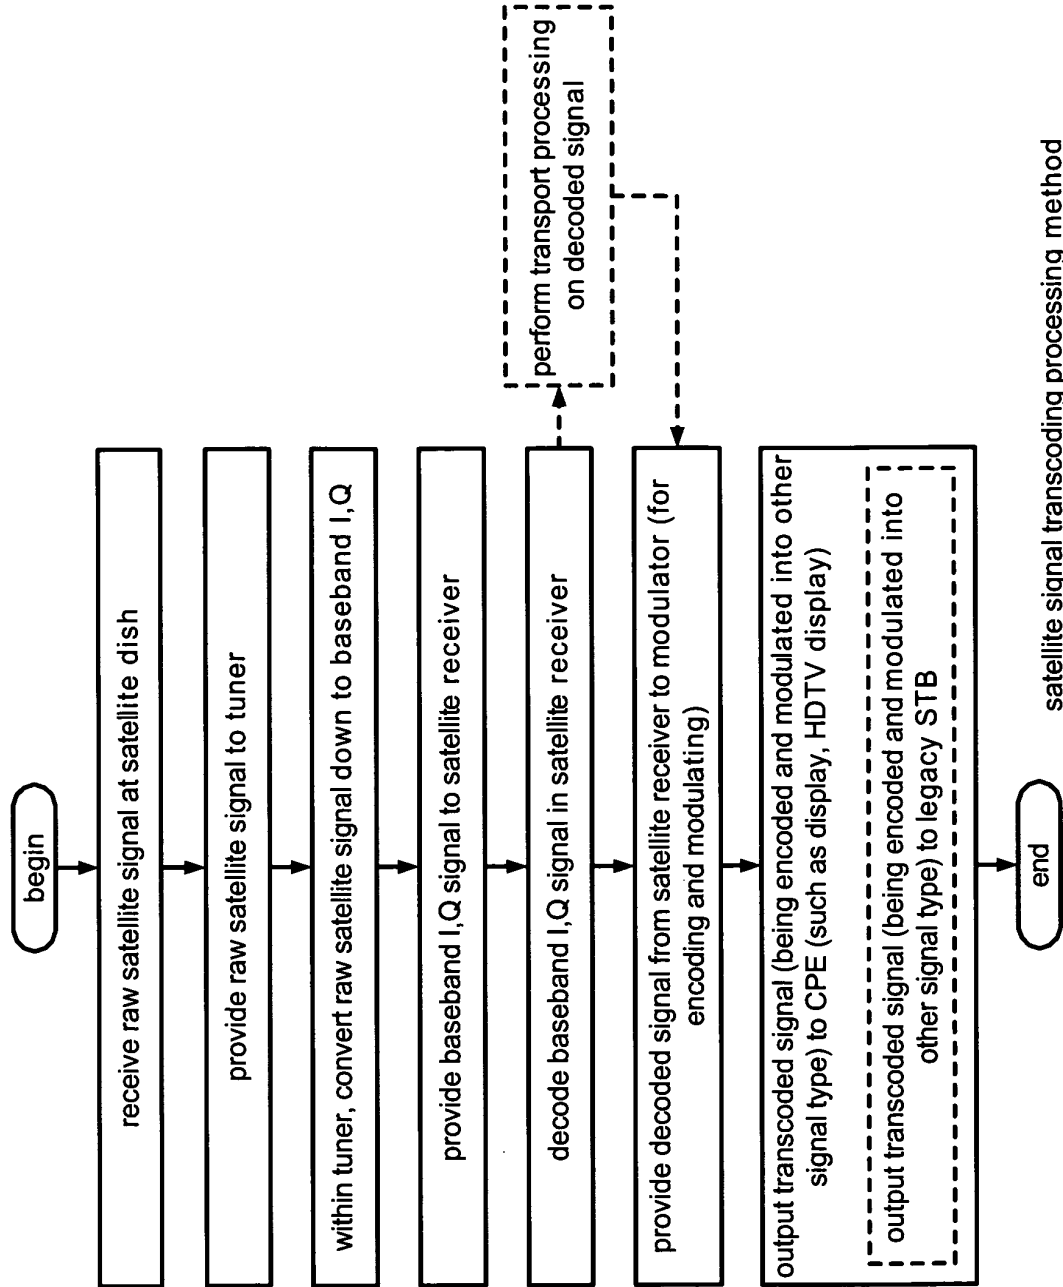 begin
receive raw satellite signal at satellite dish
provide raw satellite signal to tuner
within tuner, convert raw satellite signal down to baseband I,Q
provide baseband I,Q signal to satellite receiver
decode baseband I,Q signal in satellite receiver
perform transport processing
on decoded signal
provide decoded signal from satellite receiver to modulator (for
encoding and modulating)
output transcoded signal (being encoded and modulated into other
signal type) to CPE (such as display, HDTV display)
output transcoded signal (being encoded and modulated into
other signal type) to legacy STB
end
satellite signal transcoding processing method